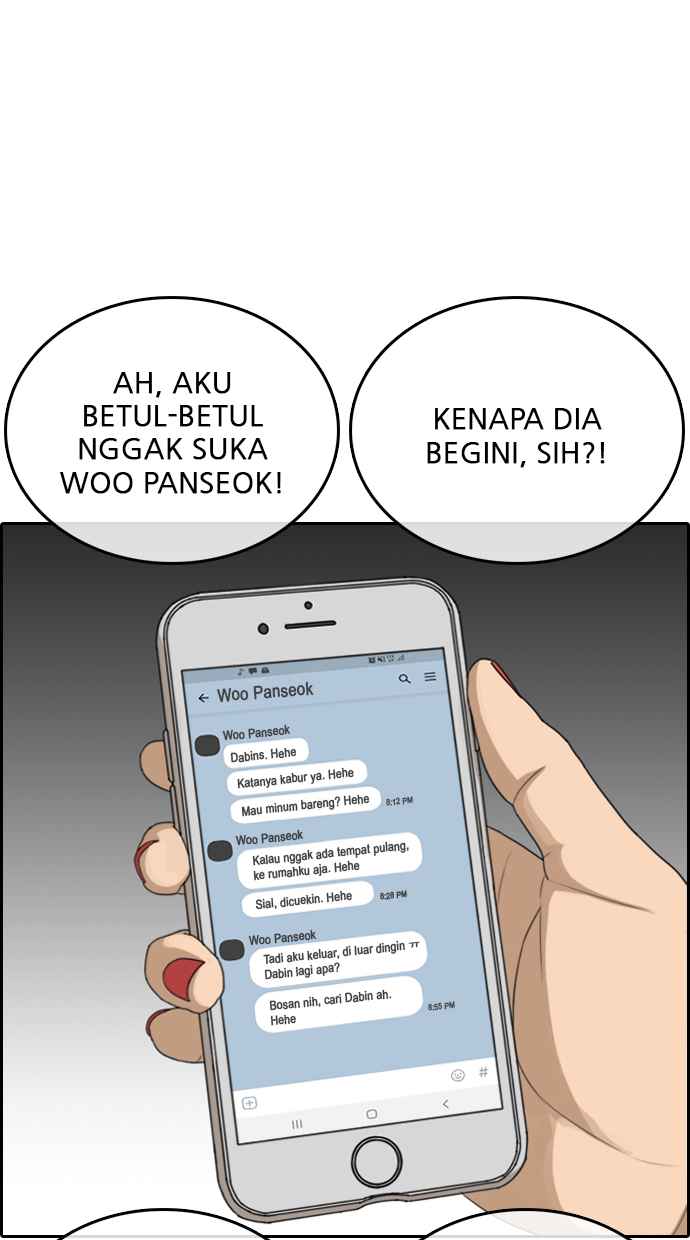 AH, AKU
BETUL-BETUL
NGGAK SUKA
WOO PANSEOK!
KENAPA DIA
BEGINI, SIH?!
Woo Panseok
Woo Panseok
Dabins. Hehe
Katanya kabur ya. Hehe
Mau minum bareng? Hehe
8:12 PM
Woo Panseok
Kalau nggak ada tempat pulang,
ke rumahku aja. Hehe
Sial, dicuekin. Hehe
8:28 PM
Woo Panseok
Tadi aku keluar, di luar dingin ㅠ
Dabin lagi apa?
Bosan nih, cari Dabin ah.
Hehe
8:55 PM
#